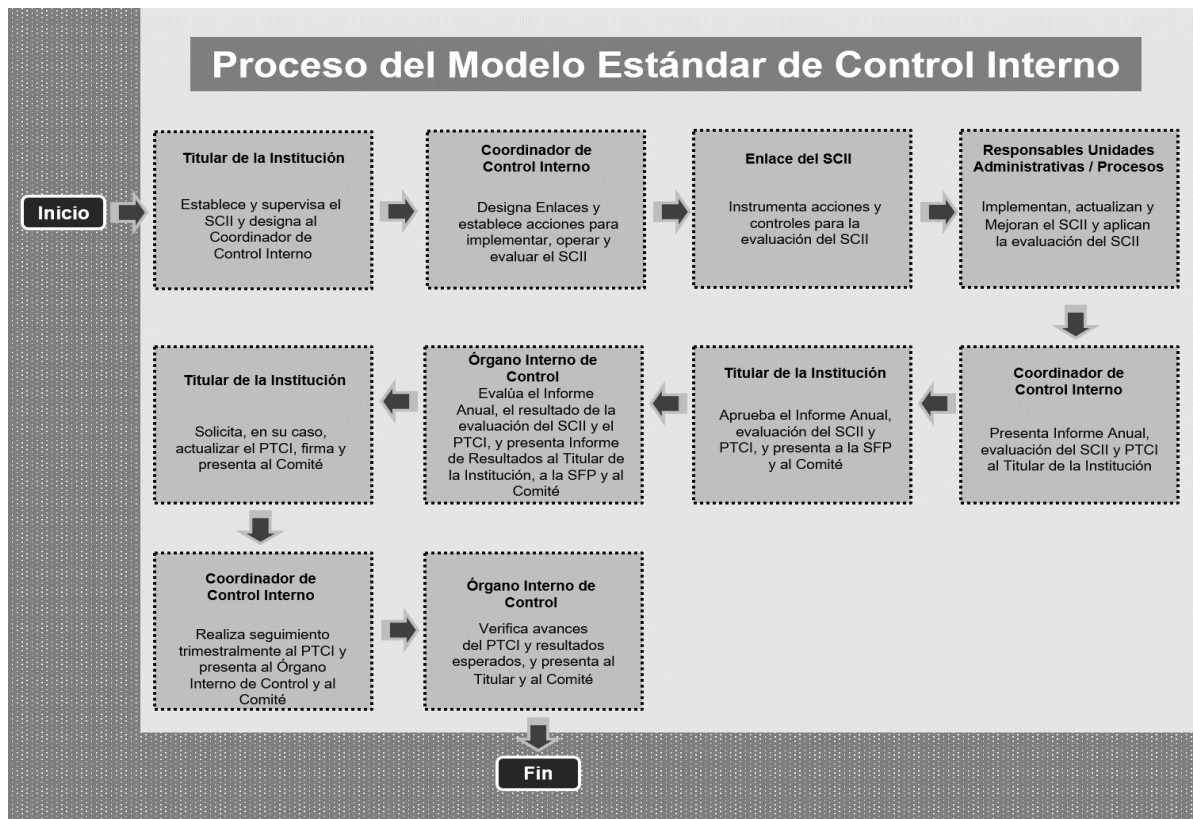 Proceso del Modelo Estándar de Control Interno
Inicio
Titular de la Institución
Establece y supervisa el
SCII y designa al
Coordinador de
Control Interno
Coordinador de
Control Interno
Designa Enlaces y
establece acciones para
implementar, operar y
evaluar el SCII
Enlace del SCII
Instrumenta acciones y
controles para la
evaluación del SCII
Responsables Unidades
Administrativas / Procesos
Implementan, actualizan y
Mejoran el SCII y aplican
la evaluación del SCII
Coordinador de
Control Interno
Presenta Informe Anual,
evaluación del SCII y PTCI
al Titular de la Institución
Titular de la Institución
Aprueba el Informe Anual,
evaluación del SCII y
PTCI, y presenta a la SFP
y al Comité
Órgano Interno de
Control
Evalúa el Informe
Anual, el resultado de la
evaluación del SCII y el
PTCI, y presenta Informe
de Resultados al Titular de
la Institución, a la SFP y al
Comité
Titular de la Institución
Solicita, en su caso,
actualizar el PTCI, firma y
presenta al Comité
Coordinador de
Control Interno
Realiza seguimiento
trimestralmente al PTCI y
presenta al Órgano
Interno de Control y al
Comité
Órgano Interno de
Control
Verifica avances
del PTCI y resultados
esperados, y presenta al
Titular y al Comité
Fin